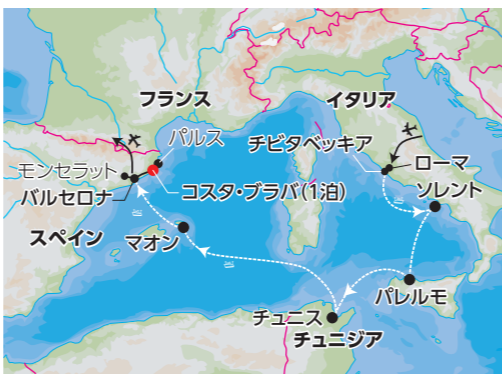 フランス
イタリア
パルス
チビタベッキア
モンセラット
ローマ
バルセロナ
コスタ・ブラバ(1泊)
ソレント
スペイン
マオン
パレルモ
チュニス
チュニジア